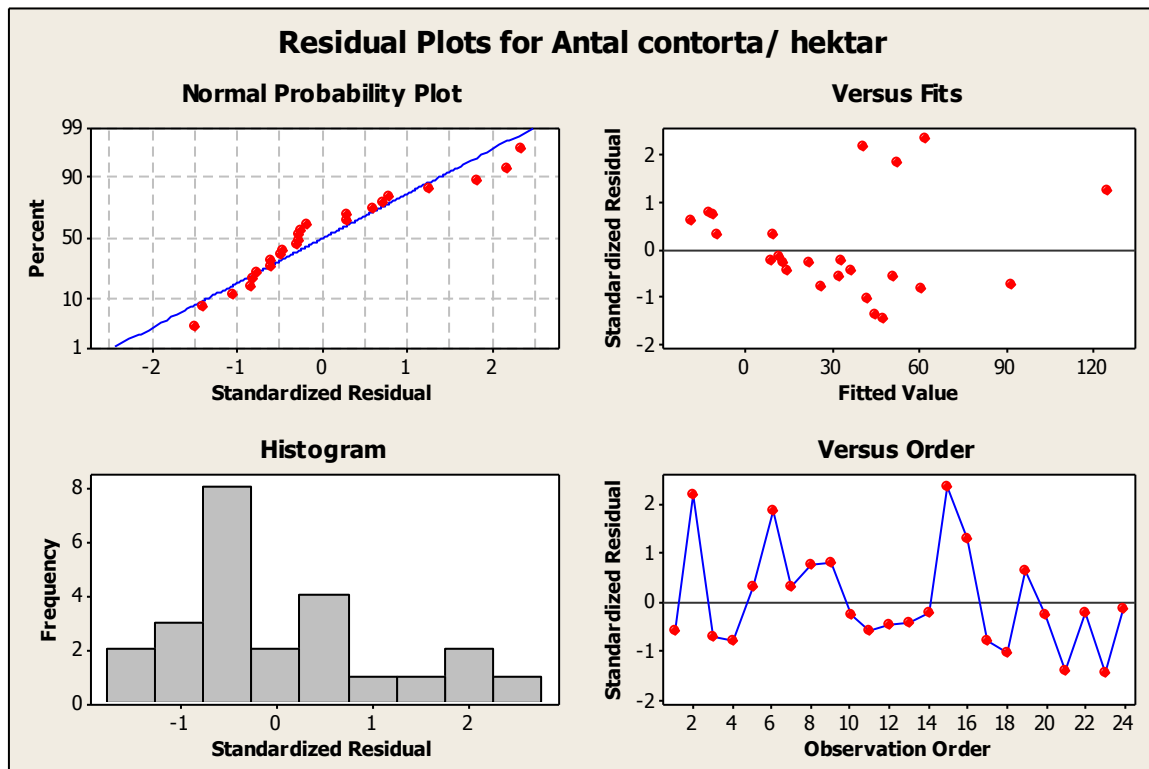 Residual Plots for Antal contorta/ hektar
Normal Probability Plot
99
90
50
10
1
Percent
-2 -1 0 1 2
Standardized Residual
Versus Fits
2
1
0
-1
-2
Standardized Residual
0 30 60 90 120
Fitted Value
Histogram
8
6
4
2
0
Frequency
-1 0 1 2
Standardized Residual
Versus Order
2
1
0
-1
-2
Standardized Residual
2 4 6 8 10 12 14 16 18 20 22 24
Observation Order